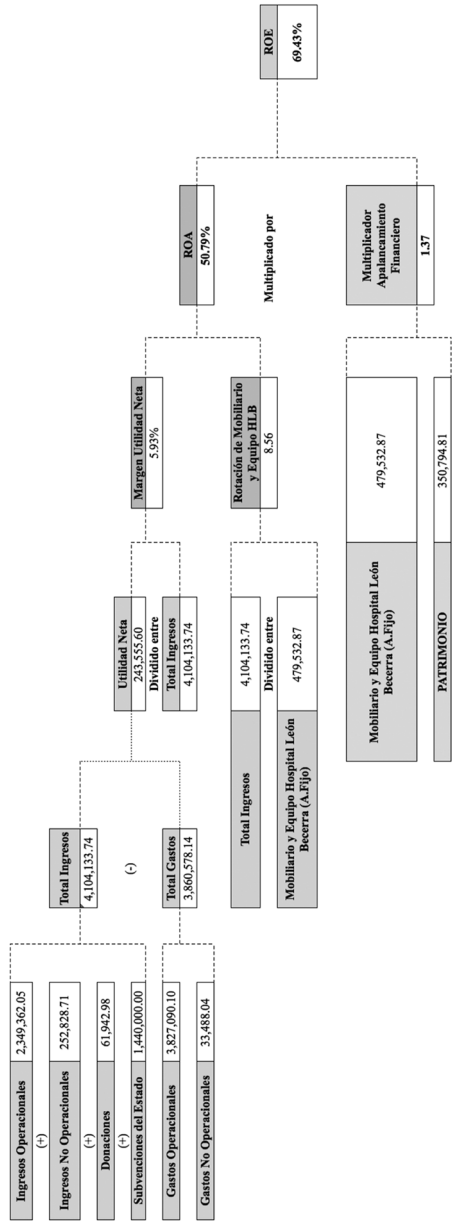 Ingresos Operacionales
2,349,362.05
(+)
Ingresos No Operacionales
252,828.71
(+)
Donaciones
61,942.98
(+)
Subvenciones del Estado
1,440,000.00
Gastos Operacionales
3,827,090.10
Gastos No Operacionales
33,488.04
Total Ingresos
4,104,133.74
(-)
Total Gastos
3,860,578.14
Utilidad Neta
243,555.60
Dividido entre
Total Ingresos
4,104,133.74
Total Ingresos
4,104,133.74
Dividido entre
Mobiliario y Equipo Hospital León
Becerra (A.Fijo)
479,532.87
Margen Utilidad Neta
5.93%
Rotación de Mobiliario
y Equipo HLB
8.56
Mobiliario y Equipo Hospital León
Becerra (A.Fijo)
479,532.87
PATRIMONIO
350,794.81
ROA
50.79%
Multiplicado por
Multiplicador
Apalancamiento
Financiero
1.37
ROE
69.43%